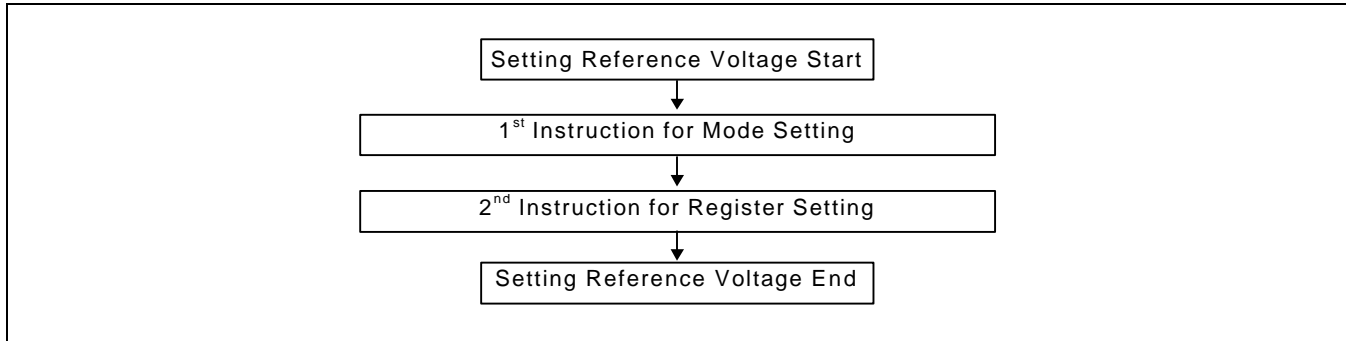 Setting Reference Voltage Start
1st Instruction for Mode Setting
2nd Instruction for Register Setting
Setting Reference Voltage End